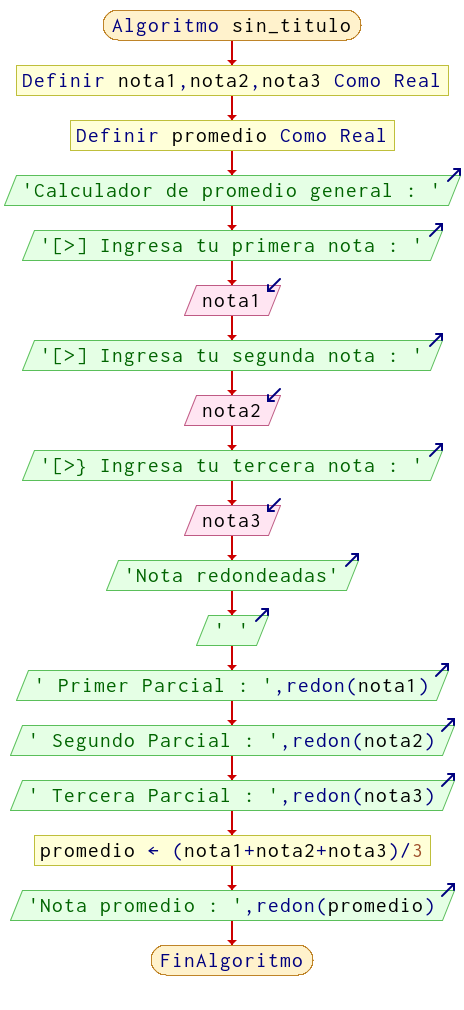 Algoritmo sin_titulo
Definir nota1,nota2,nota3 Como Real
Definir promedio Como Real
'Calculador de promedio general : '
'[>] Ingresa tu primera nota : '
nota1
'[>] Ingresa tu segunda nota : '
nota2
'[>} Ingresa tu tercera nota : '
nota3
'Nota redondeadas'
' '
' Primer Parcial : ',redon(nota1)
' Segundo Parcial : ',redon(nota2)
' Tercera Parcial : ',redon(nota3)
promedio ← (nota1+nota2+nota3)/3
'Nota promedio : ',redon(promedio)
FinAlgoritmo